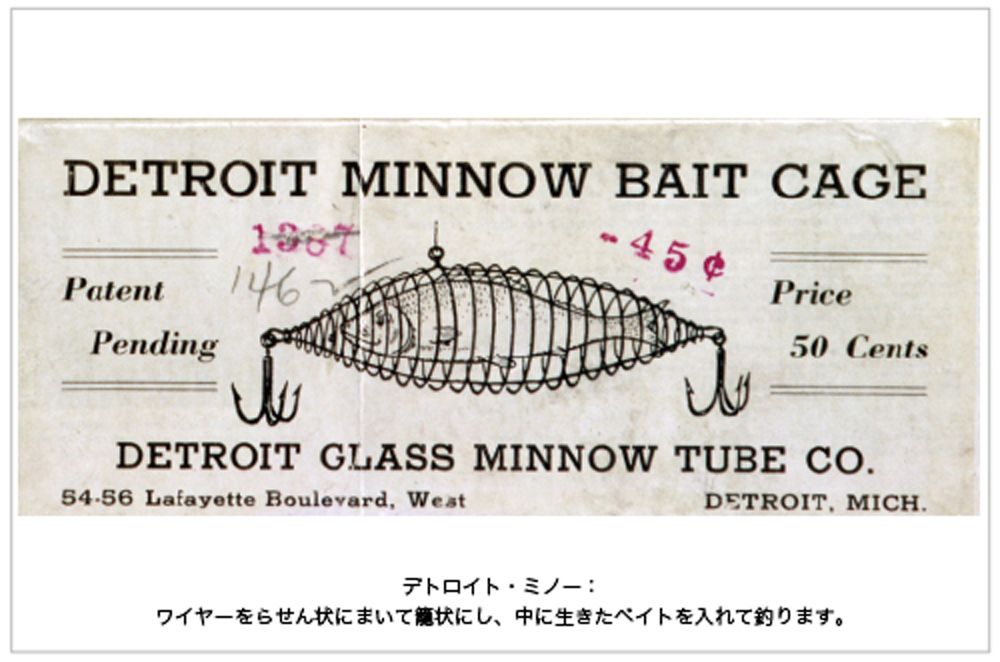 DETROIT MINNOW BAIT CAGE
- 45 ¢
Patent
Pending
Price
50 Cents
DETROIT GLASS MINNOW TUBE CO.
54-56 Lafayette Boulevard, West
DETROIT, MICH.
デトロイト・ミノー：
ワイヤーをらせん状にまいて籠状にし、中に生きたベイトを入れて釣ります。